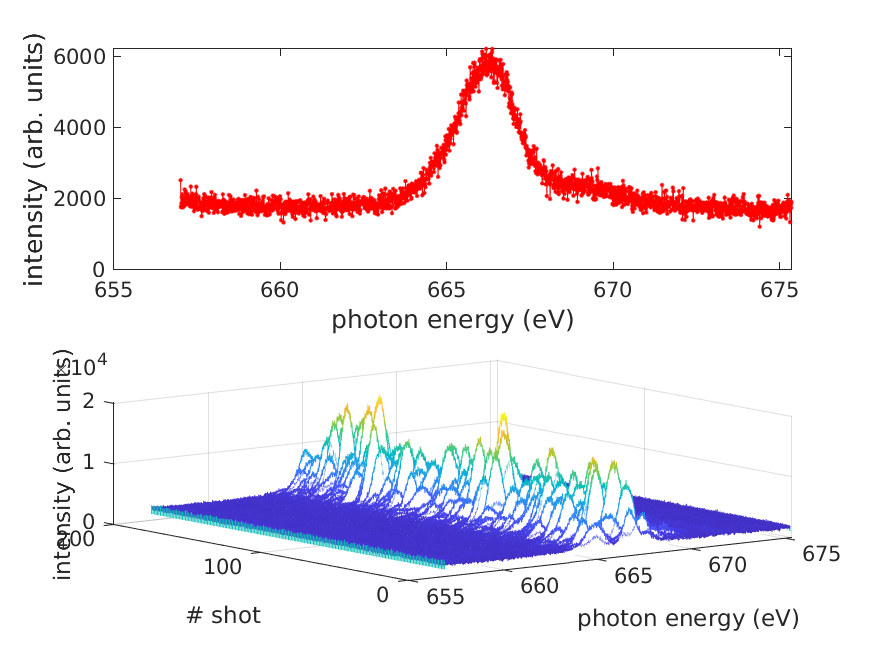 6000
4000
2000
0
intensity (arb. units)
655 660 665 670 675
photon energy (eV)
×10^4
2
1
0
intensity (arb. units)
200
100
0
# shot
655 660 665 670 675
photon energy (eV)